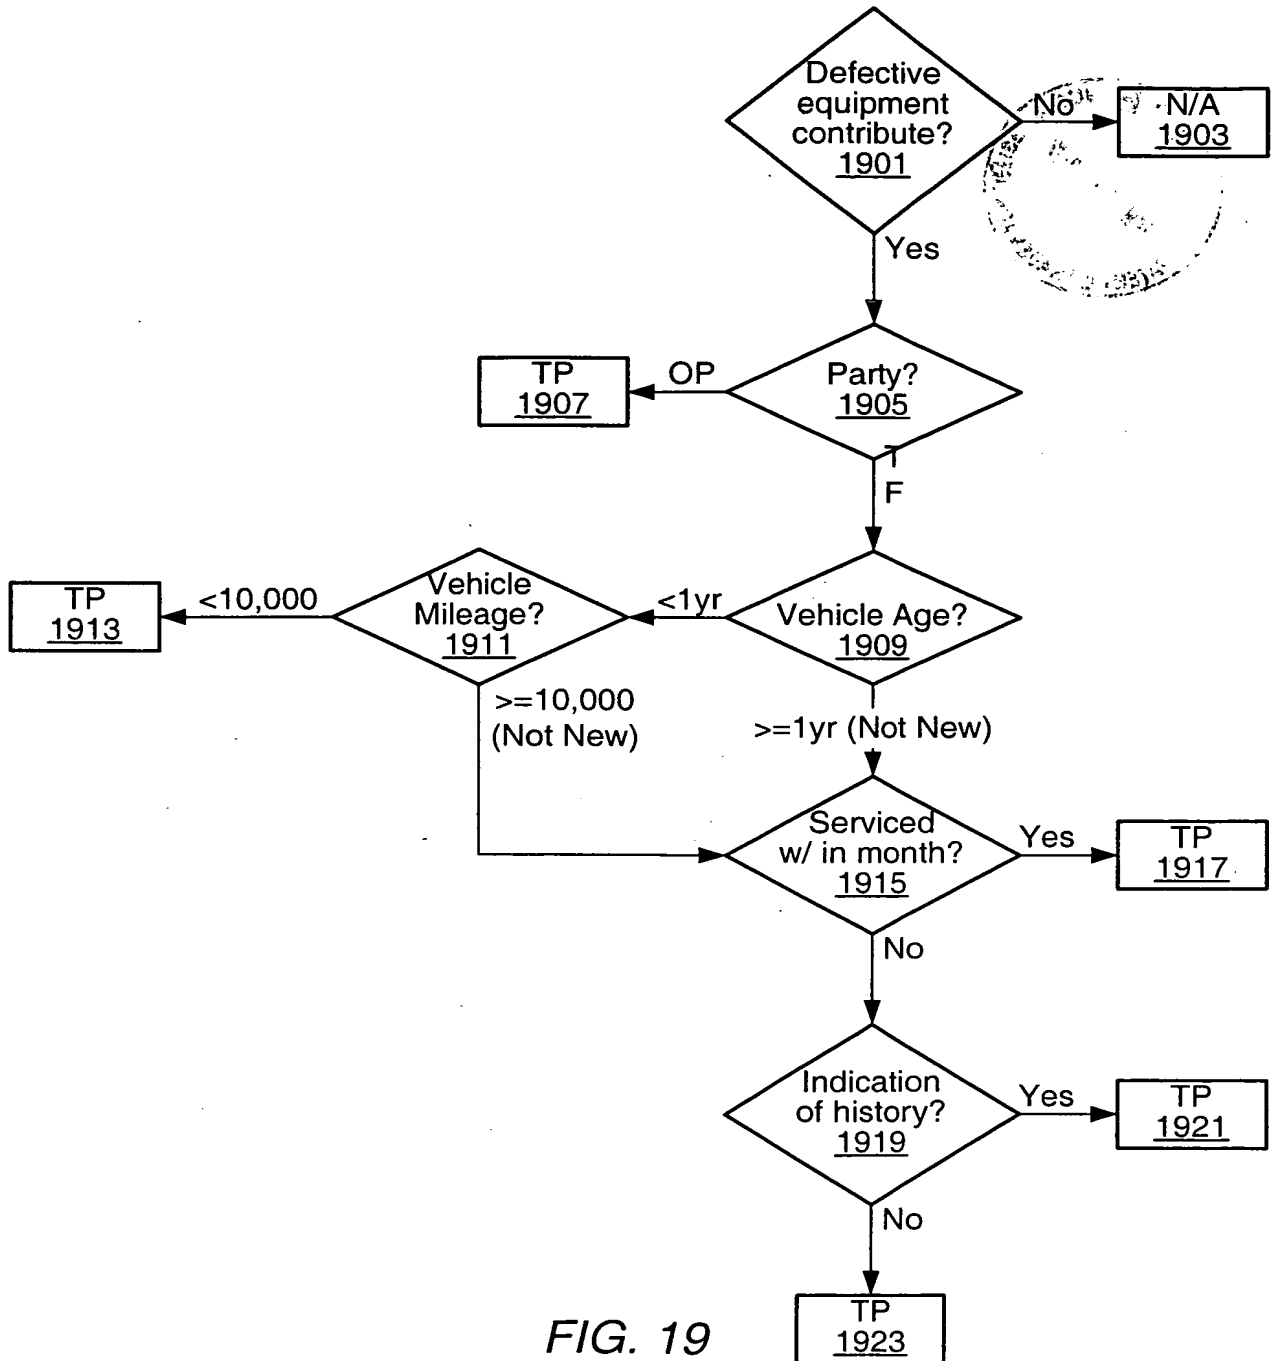 Defective
equipment
contribute?
1901
No
N/A
1903
Yes
Party?
1905
OP
TP
1907
T
F
Vehicle Age?
1909
<1yr
Vehicle
Mileage?
1911
<10,000
TP
1913
>=10,000
(Not New)
>=1yr (Not New)
Serviced
w/ in month?
1915
Yes
TP
1917
No
Indication
of history?
1919
Yes
TP
1921
No
TP
1923
FIG. 19